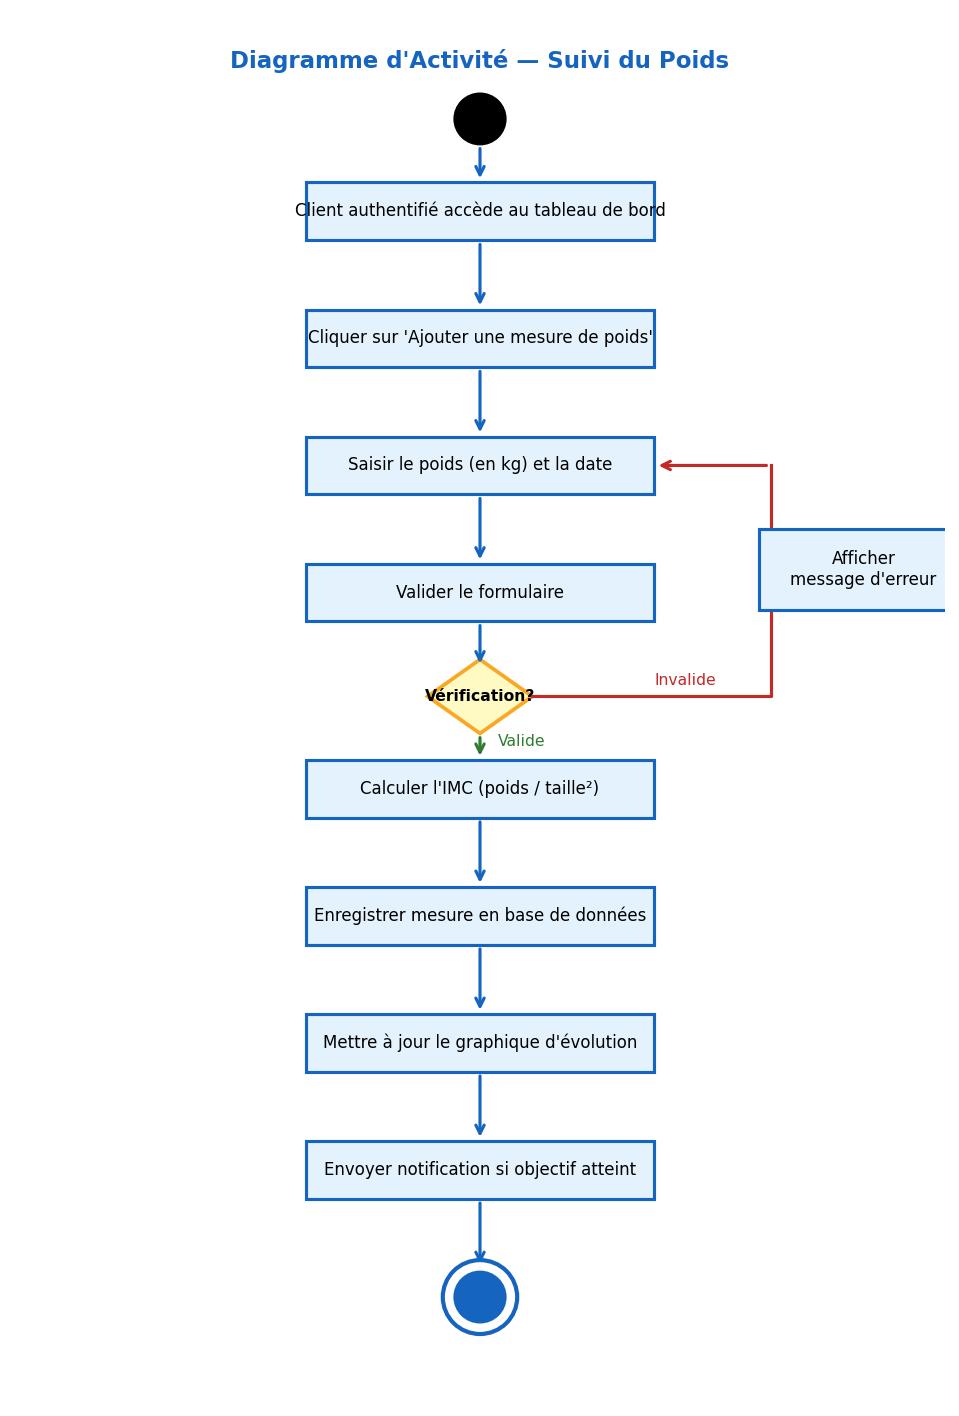 Diagramme d'Activité — Suivi du Poids
Client authentifié accède au tableau de bord
Cliquer sur 'Ajouter une mesure de poids'
Saisir le poids (en kg) et la date
Afficher
message d'erreur
Valider le formulaire
Invalide
Vérification?
Valide
Calculer l'IMC (poids / taille²)
Enregistrer mesure en base de données
Mettre à jour le graphique d'évolution
Envoyer notification si objectif atteint